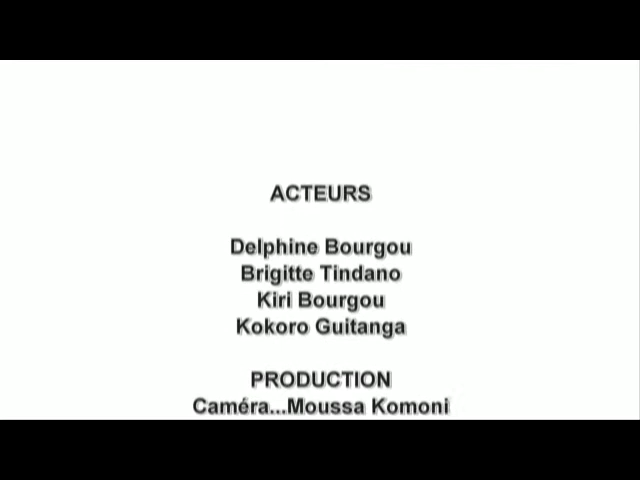 ACTEURS
Delphine Bourgou
Brigitte Tindano
Kiri Bourgou
Kokoro Guitanga
PRODUCTION
Caméra...Moussa Komoni